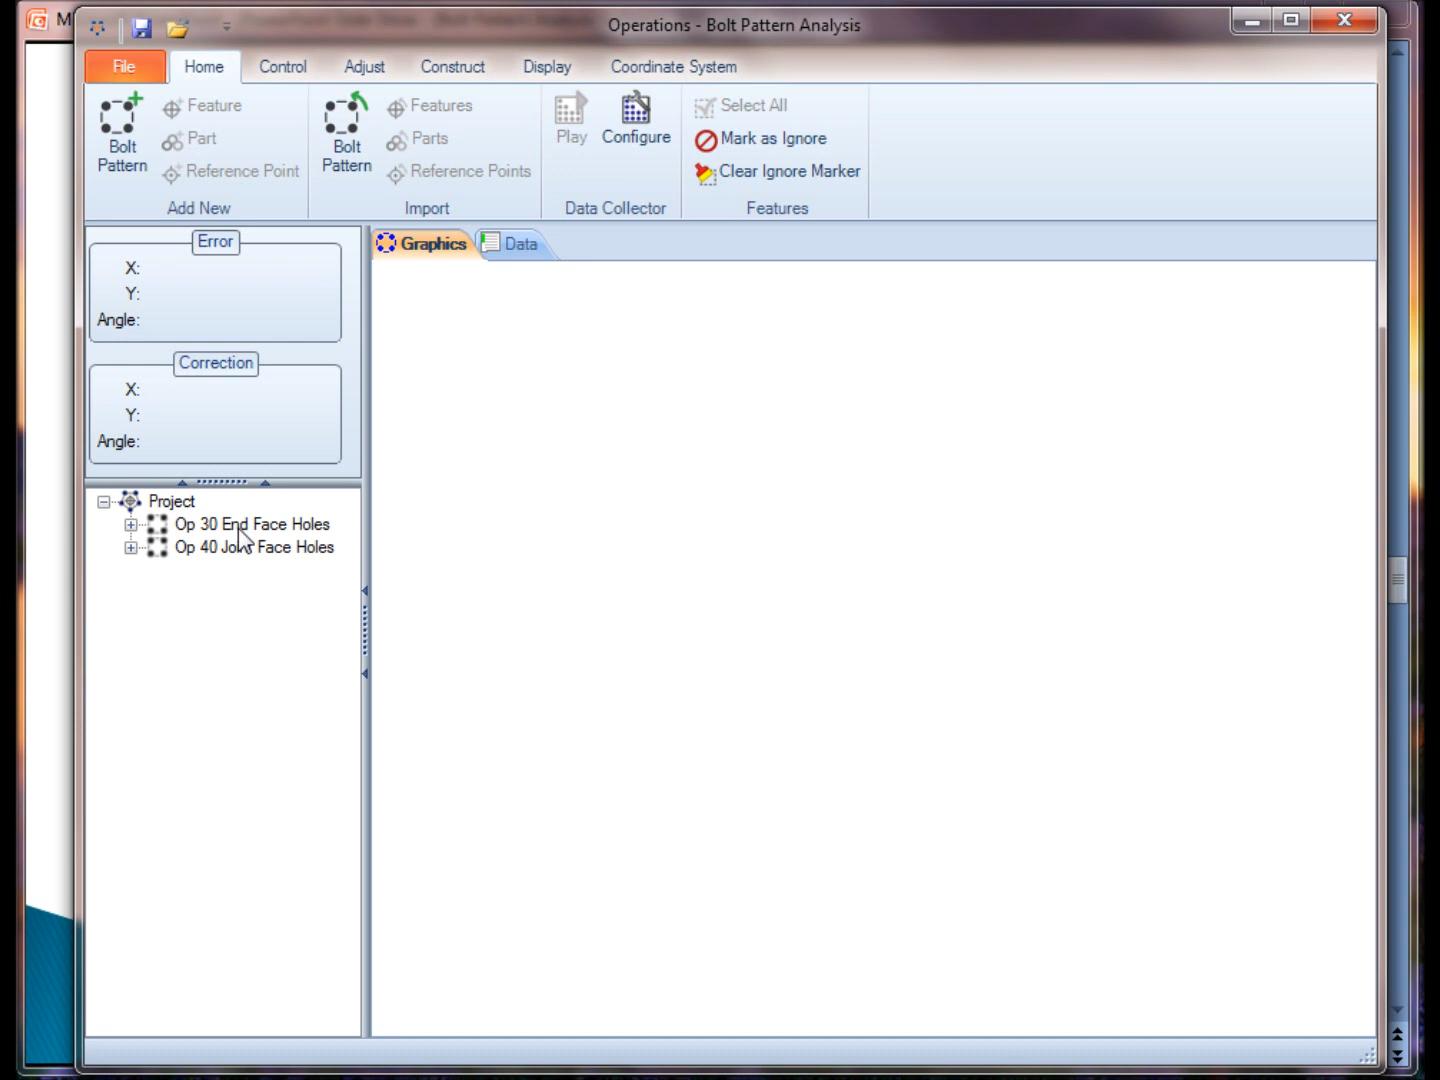 M
Operations - Bolt Pattern Analysis
File Home Control Adjust Construct Display Coordinate System
Bolt Pattern
Feature
Part
Reference Point
Add New
Bolt Pattern
Features
Parts
Reference Points
Import
Play
Configure
Data Collector
Select All
Mark as Ignore
Clear Ignore Marker
Features
Error
X:
Y:
Angle:
Correction
X:
Y:
Angle:
Graphics Data
Project
Op 30 End Face Holes
Op 40 Joint Face Holes